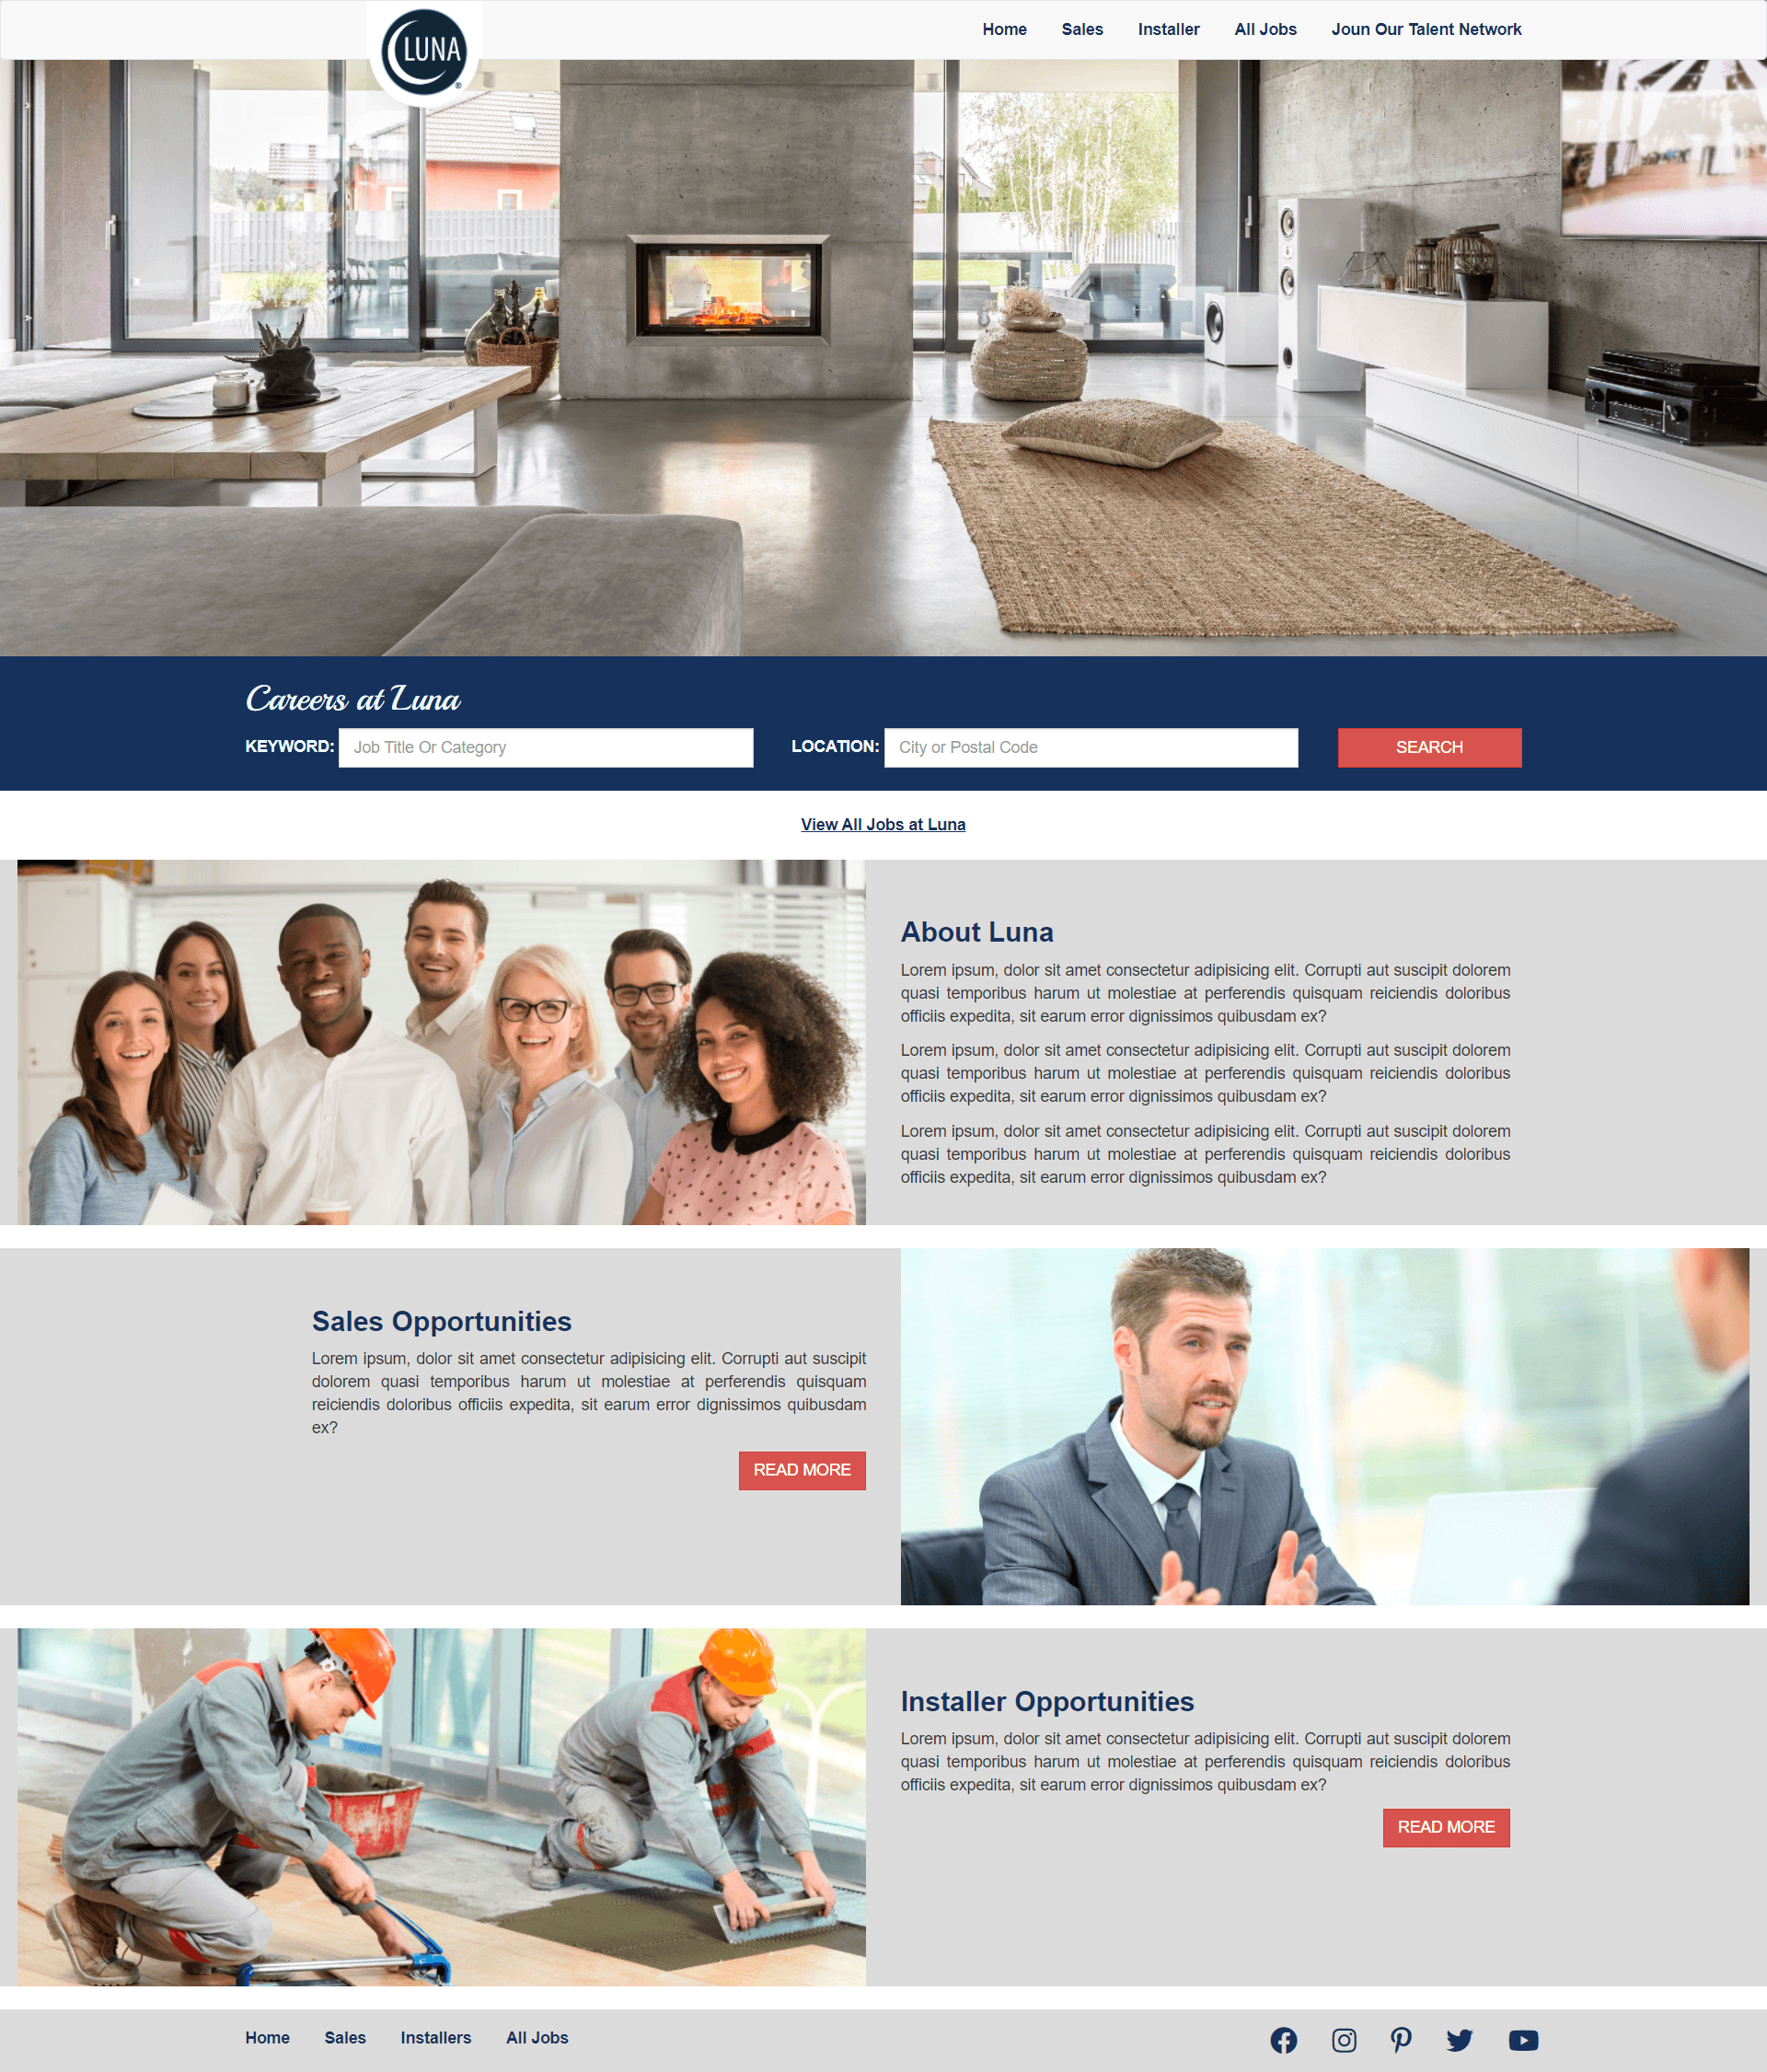 LUNA
®
Home Sales Installer All Jobs Joun Our Talent Network
Careers at Luna
KEYWORD: Job Title Or Category LOCATION: City or Postal Code SEARCH
View All Jobs at Luna
About Luna
Lorem ipsum, dolor sit amet consectetur adipisicing elit. Corrupti aut suscipit dolorem
quasi temporibus harum ut molestiae at perferendis quisquam reiciendis doloribus
officiis expedita, sit earum error dignissimos quibusdam ex?
Lorem ipsum, dolor sit amet consectetur adipisicing elit. Corrupti aut suscipit dolorem
quasi temporibus harum ut molestiae at perferendis quisquam reiciendis doloribus
officiis expedita, sit earum error dignissimos quibusdam ex?
Lorem ipsum, dolor sit amet consectetur adipisicing elit. Corrupti aut suscipit dolorem
quasi temporibus harum ut molestiae at perferendis quisquam reiciendis doloribus
officiis expedita, sit earum error dignissimos quibusdam ex?
Sales Opportunities
Lorem ipsum, dolor sit amet consectetur adipisicing elit. Corrupti aut suscipit
dolorem quasi temporibus harum ut molestiae at perferendis quisquam
reiciendis doloribus officiis expedita, sit earum error dignissimos quibusdam
ex?
READ MORE
Installer Opportunities
Lorem ipsum, dolor sit amet consectetur adipisicing elit. Corrupti aut suscipit dolorem
quasi temporibus harum ut molestiae at perferendis quisquam reiciendis doloribus
officiis expedita, sit earum error dignissimos quibusdam ex?
READ MORE
Home Sales Installers All Jobs